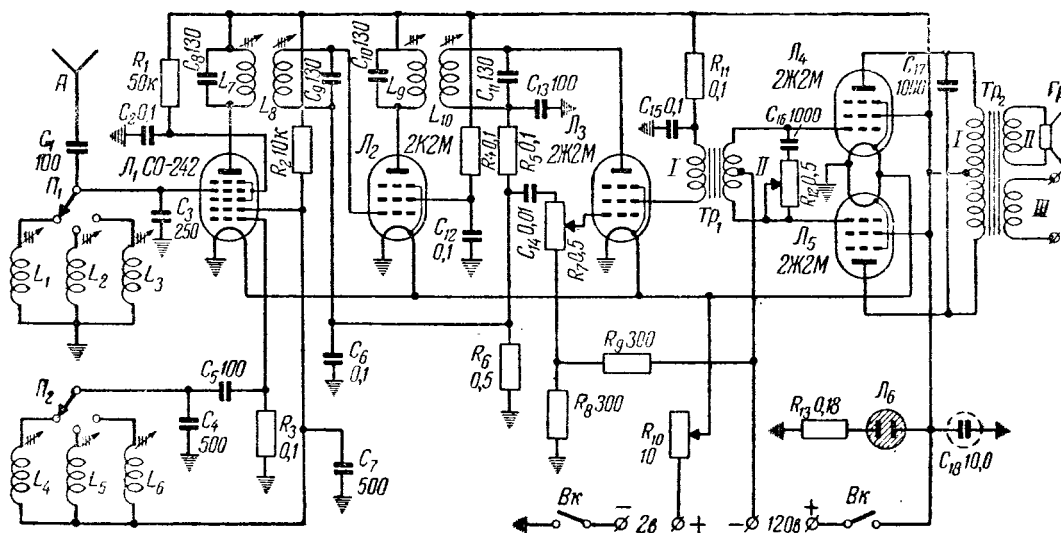 A
C₁ 100
R₁ 50к
C₂ 0,1
C₈ 130
L₇
L₈
C₉ 130
R₂ 10к
C₁₀ 130
L₉
L₁₀
C₁₁ 130
C₁₃ 100
R₄ 0,1
R₅ 0,1
Л₁ СО-242
Л₂ 2К2М
Л₃ 2Ж2М
П₁
C₃ 250
L₁
L₂
L₃
C₁₂ 0,1
C₁₄ 0,01
R₇ 0,5
R₁₁ 0,1
C₁₅ 0,1
I
II
Тр₁
C₁₆ 1000
R₁₂ 0,5
Л₄ 2Ж2М
Л₅ 2Ж2М
C₁₇ 1000
Тр₂
I
II
III
Гр
П₂
C₅ 100
C₄ 500
R₃ 0,1
L₄
L₅
L₆
C₆ 0,1
C₇ 500
R₆ 0,5
R₈ 300
R₉ 300
R₁₀ 10
R₁₃ 0,18
Л₆
C₁₈ 10,0
Вк
– 2в +
– 120в +
Вк